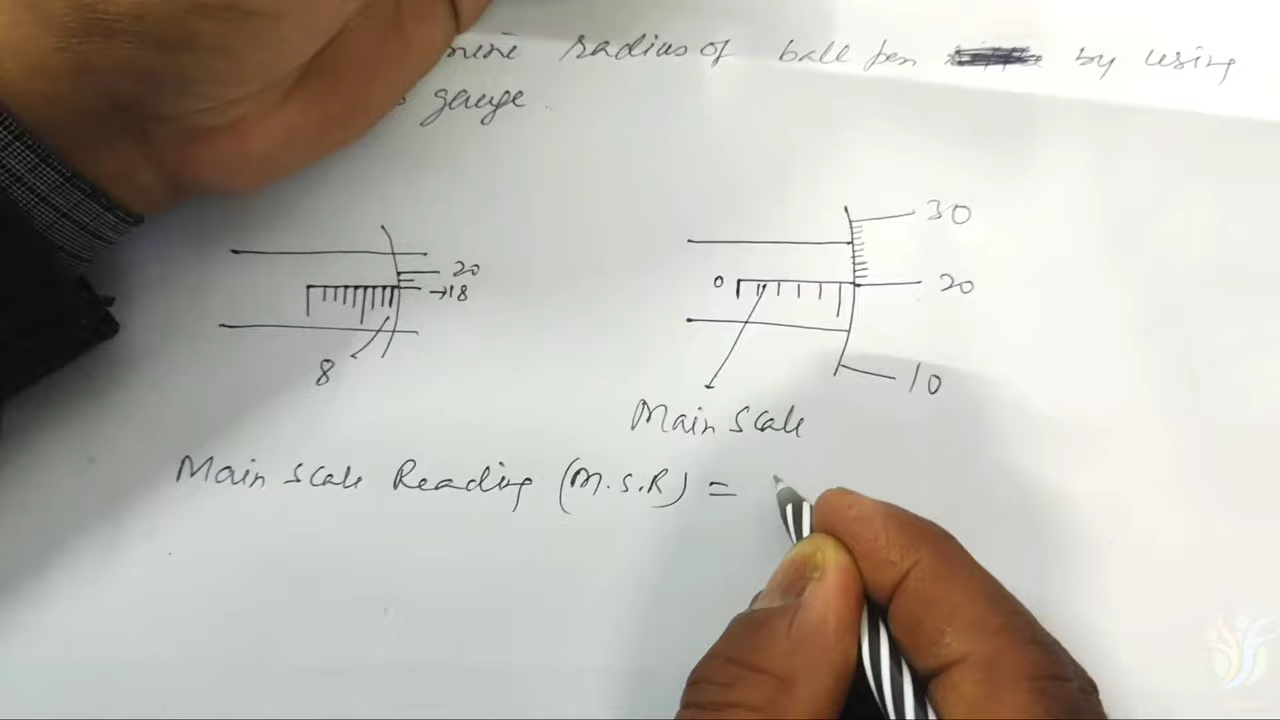 radius of ball pen by using
gauge.
20
→18
8
30
0
20
10
Main Scale
Main Scale Reading (M.S.R) =